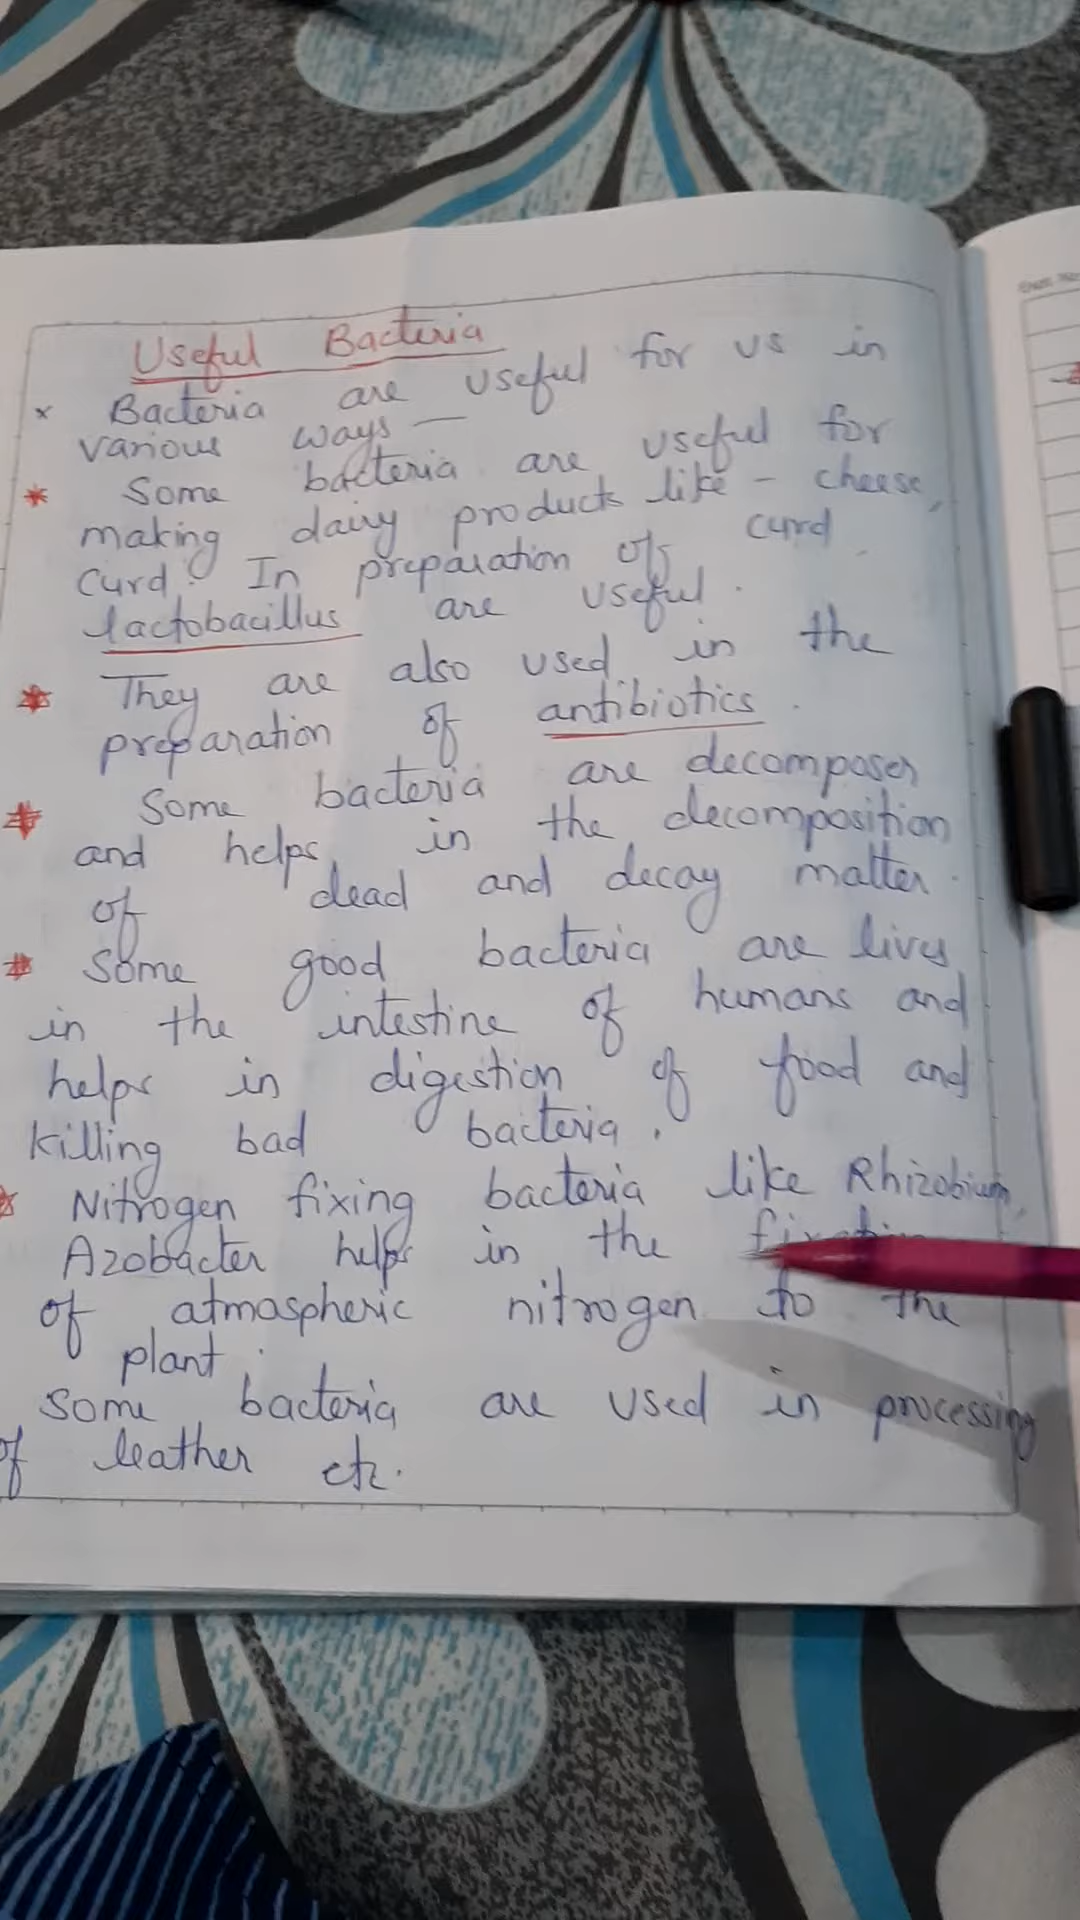 Useful Bacteria
× Bacteria are useful for us in
various ways —
* Some bacteria are useful for
making dairy products like - cheese,
curd. In preparation of curd
lactobacillus are useful.
* They are also used in the
preparation of antibiotics.
* Some bacteria are decomposer
and helps in the decomposition
of dead and decay matter.
* Some good bacteria are lives
in the intestine of humans and
helps in digestion of food and
killing bad bacteria.
* Nitrogen fixing bacteria like Rhizobium,
Azobacter helps in the
of atmospheric nitrogen to the
plant.
Some bacteria are used in processing
of leather etc.